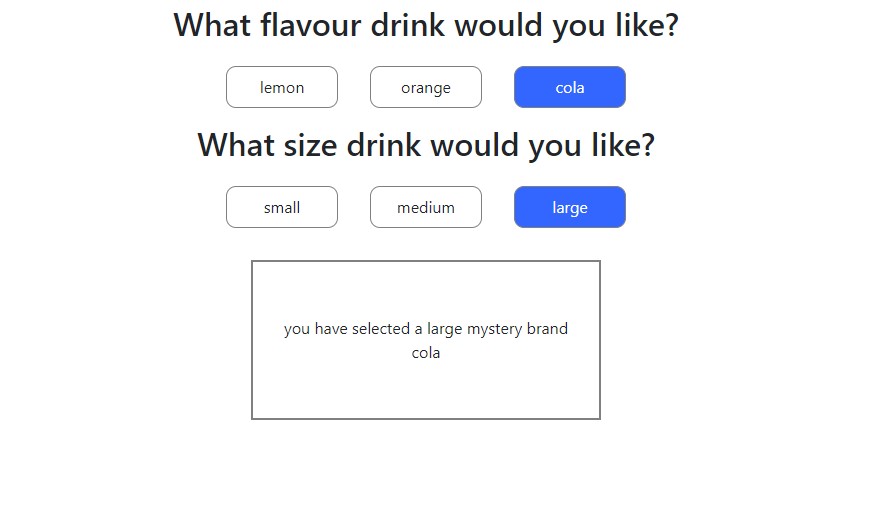 What flavour drink would you like?
lemon orange cola
What size drink would you like?
small medium large
you have selected a large mystery brand
cola